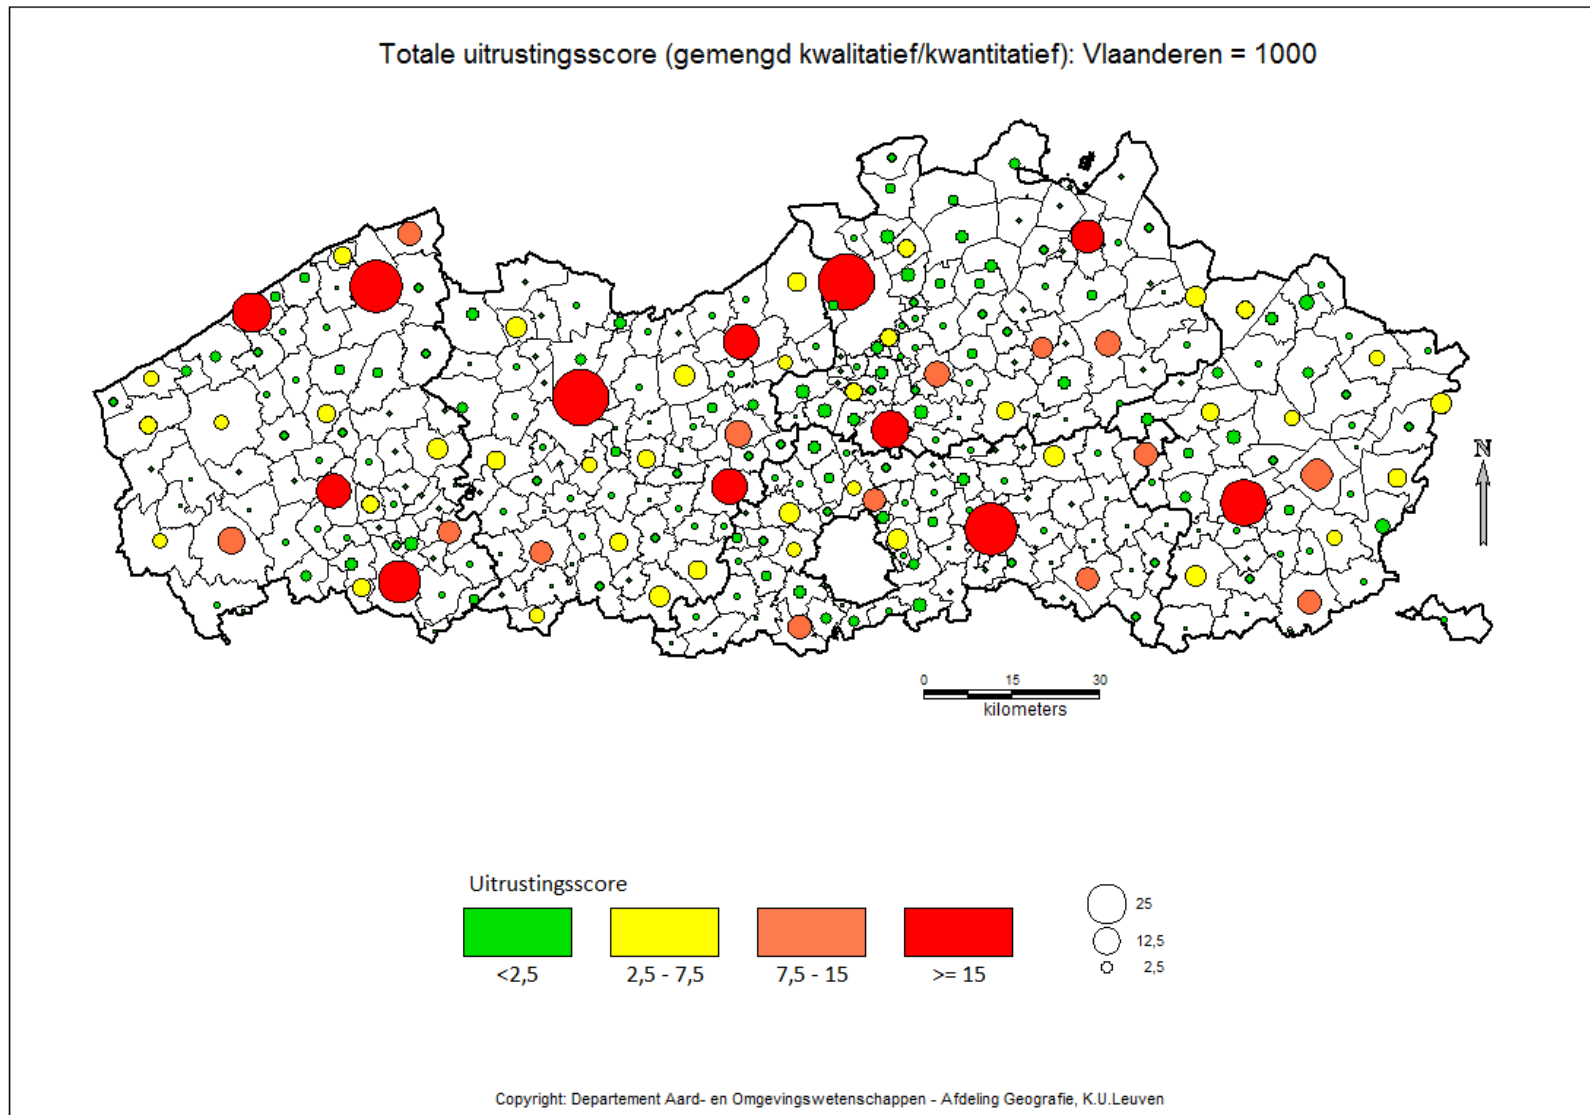 Totale uitrustingsscore (gemengd kwalitatief/kwantitatief): Vlaanderen = 1000
N
0 15 30
kilometers
Uitrustingsscore
<2,5 2,5 - 7,5 7,5 - 15 >= 15
25
12,5
2,5
Copyright: Departement Aard- en Omgevingswetenschappen - Afdeling Geografie, K.U.Leuven